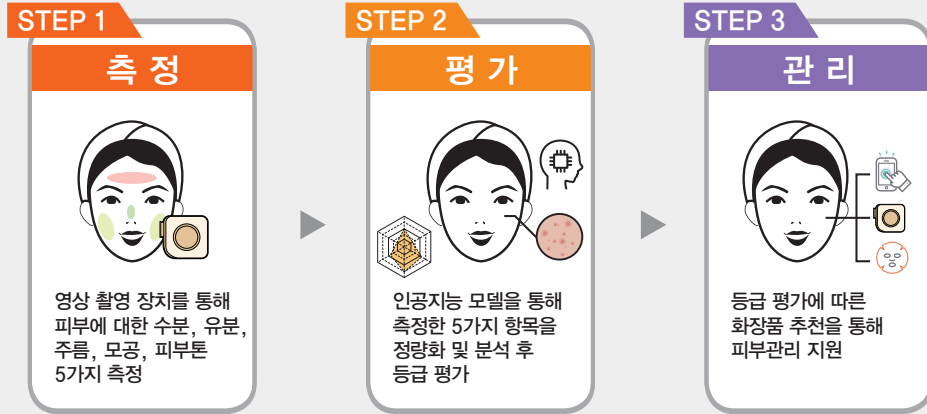 STEP 1
측 정
영상 촬영 장치를 통해
피부에 대한 수분, 유분,
주름, 모공, 피부톤
5가지 측정
STEP 2
평 가
인공지능 모델을 통해
측정한 5가지 항목을
정량화 및 분석 후
등급 평가
STEP 3
관 리
등급 평가에 따른
화장품 추천을 통해
피부관리 지원